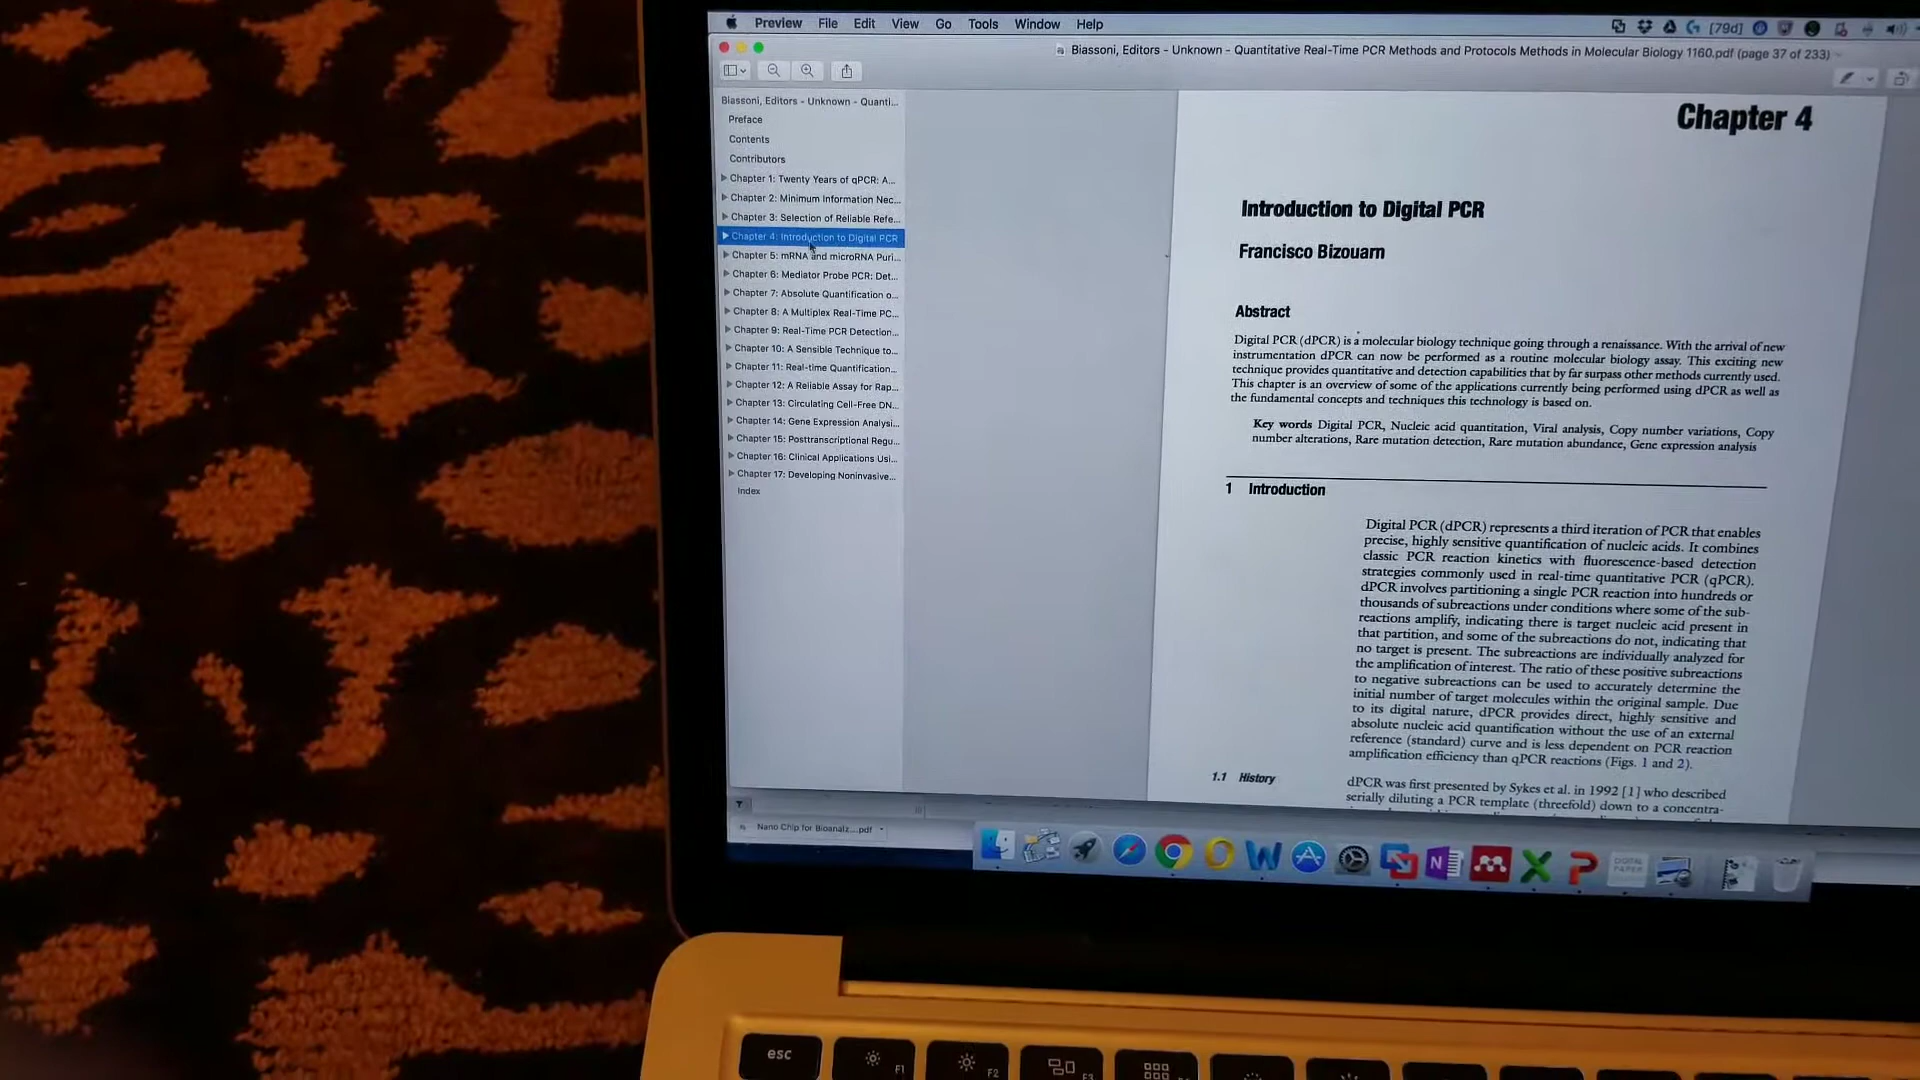 Preview File Edit View Go Tools Window Help
[79d]
Biassoni, Editors - Unknown - Quantitative Real-Time PCR Methods and Protocols Methods in Molecular Biology 1160.pdf (page 37 of 233)
Biassoni, Editors - Unknown - Quanti...
Preface
Contents
Contributors
Chapter 1: Twenty Years of qPCR: A...
Chapter 2: Minimum Information Nec...
Chapter 3: Selection of Reliable Refe...
Chapter 4: Introduction to Digital PCR
Chapter 5: mRNA and microRNA Puri...
Chapter 6: Mediator Probe PCR: Det...
Chapter 7: Absolute Quantification o...
Chapter 8: A Multiplex Real-Time PC...
Chapter 9: Real-Time PCR Detection...
Chapter 10: A Sensible Technique to...
Chapter 11: Real-time Quantification...
Chapter 12: A Reliable Assay for Rap...
Chapter 13: Circulating Cell-Free DN...
Chapter 14: Gene Expression Analysi...
Chapter 15: Posttranscriptional Regu...
Chapter 16: Clinical Applications Usi...
Chapter 17: Developing Noninvasive...
Index
Chapter 4
Introduction to Digital PCR
Francisco Bizouarn
Abstract
Digital PCR (dPCR) is a molecular biology technique going through a renaissance. With the arrival of new
instrumentation dPCR can now be performed as a routine molecular biology assay. This exciting new
technique provides quantitative and detection capabilities that by far surpass other methods currently used.
This chapter is an overview of some of the applications currently being performed using dPCR as well as
the fundamental concepts and techniques this technology is based on.
Key words Digital PCR, Nucleic acid quantitation, Viral analysis, Copy number variations, Copy
number alterations, Rare mutation detection, Rare mutation abundance, Gene expression analysis
1 Introduction
Digital PCR (dPCR) represents a third iteration of PCR that enables
precise, highly sensitive quantification of nucleic acids. It combines
classic PCR reaction kinetics with fluorescence-based detection
strategies commonly used in real-time quantitative PCR (qPCR).
dPCR involves partitioning a single PCR reaction into hundreds or
thousands of subreactions under conditions where some of the sub-
reactions amplify, indicating there is target nucleic acid present in
that partition, and some of the subreactions do not, indicating that
no target is present. The subreactions are individually analyzed for
the amplification of interest. The ratio of these positive subreactions
to negative subreactions can be used to accurately determine the
initial number of target molecules within the original sample. Due
to its digital nature, dPCR provides direct, highly sensitive and
absolute nucleic acid quantification without the use of an external
reference (standard) curve and is less dependent on PCR reaction
amplification efficiency than qPCR reactions (Figs. 1 and 2).
1.1 History
dPCR was first presented by Sykes et al. in 1992 [1] who described
serially diluting a PCR template (threefold) down to a concentra-
Nano Chip for Bioanalz....pdf
DIGITAL
PAPER
esc
F1
F2
F3